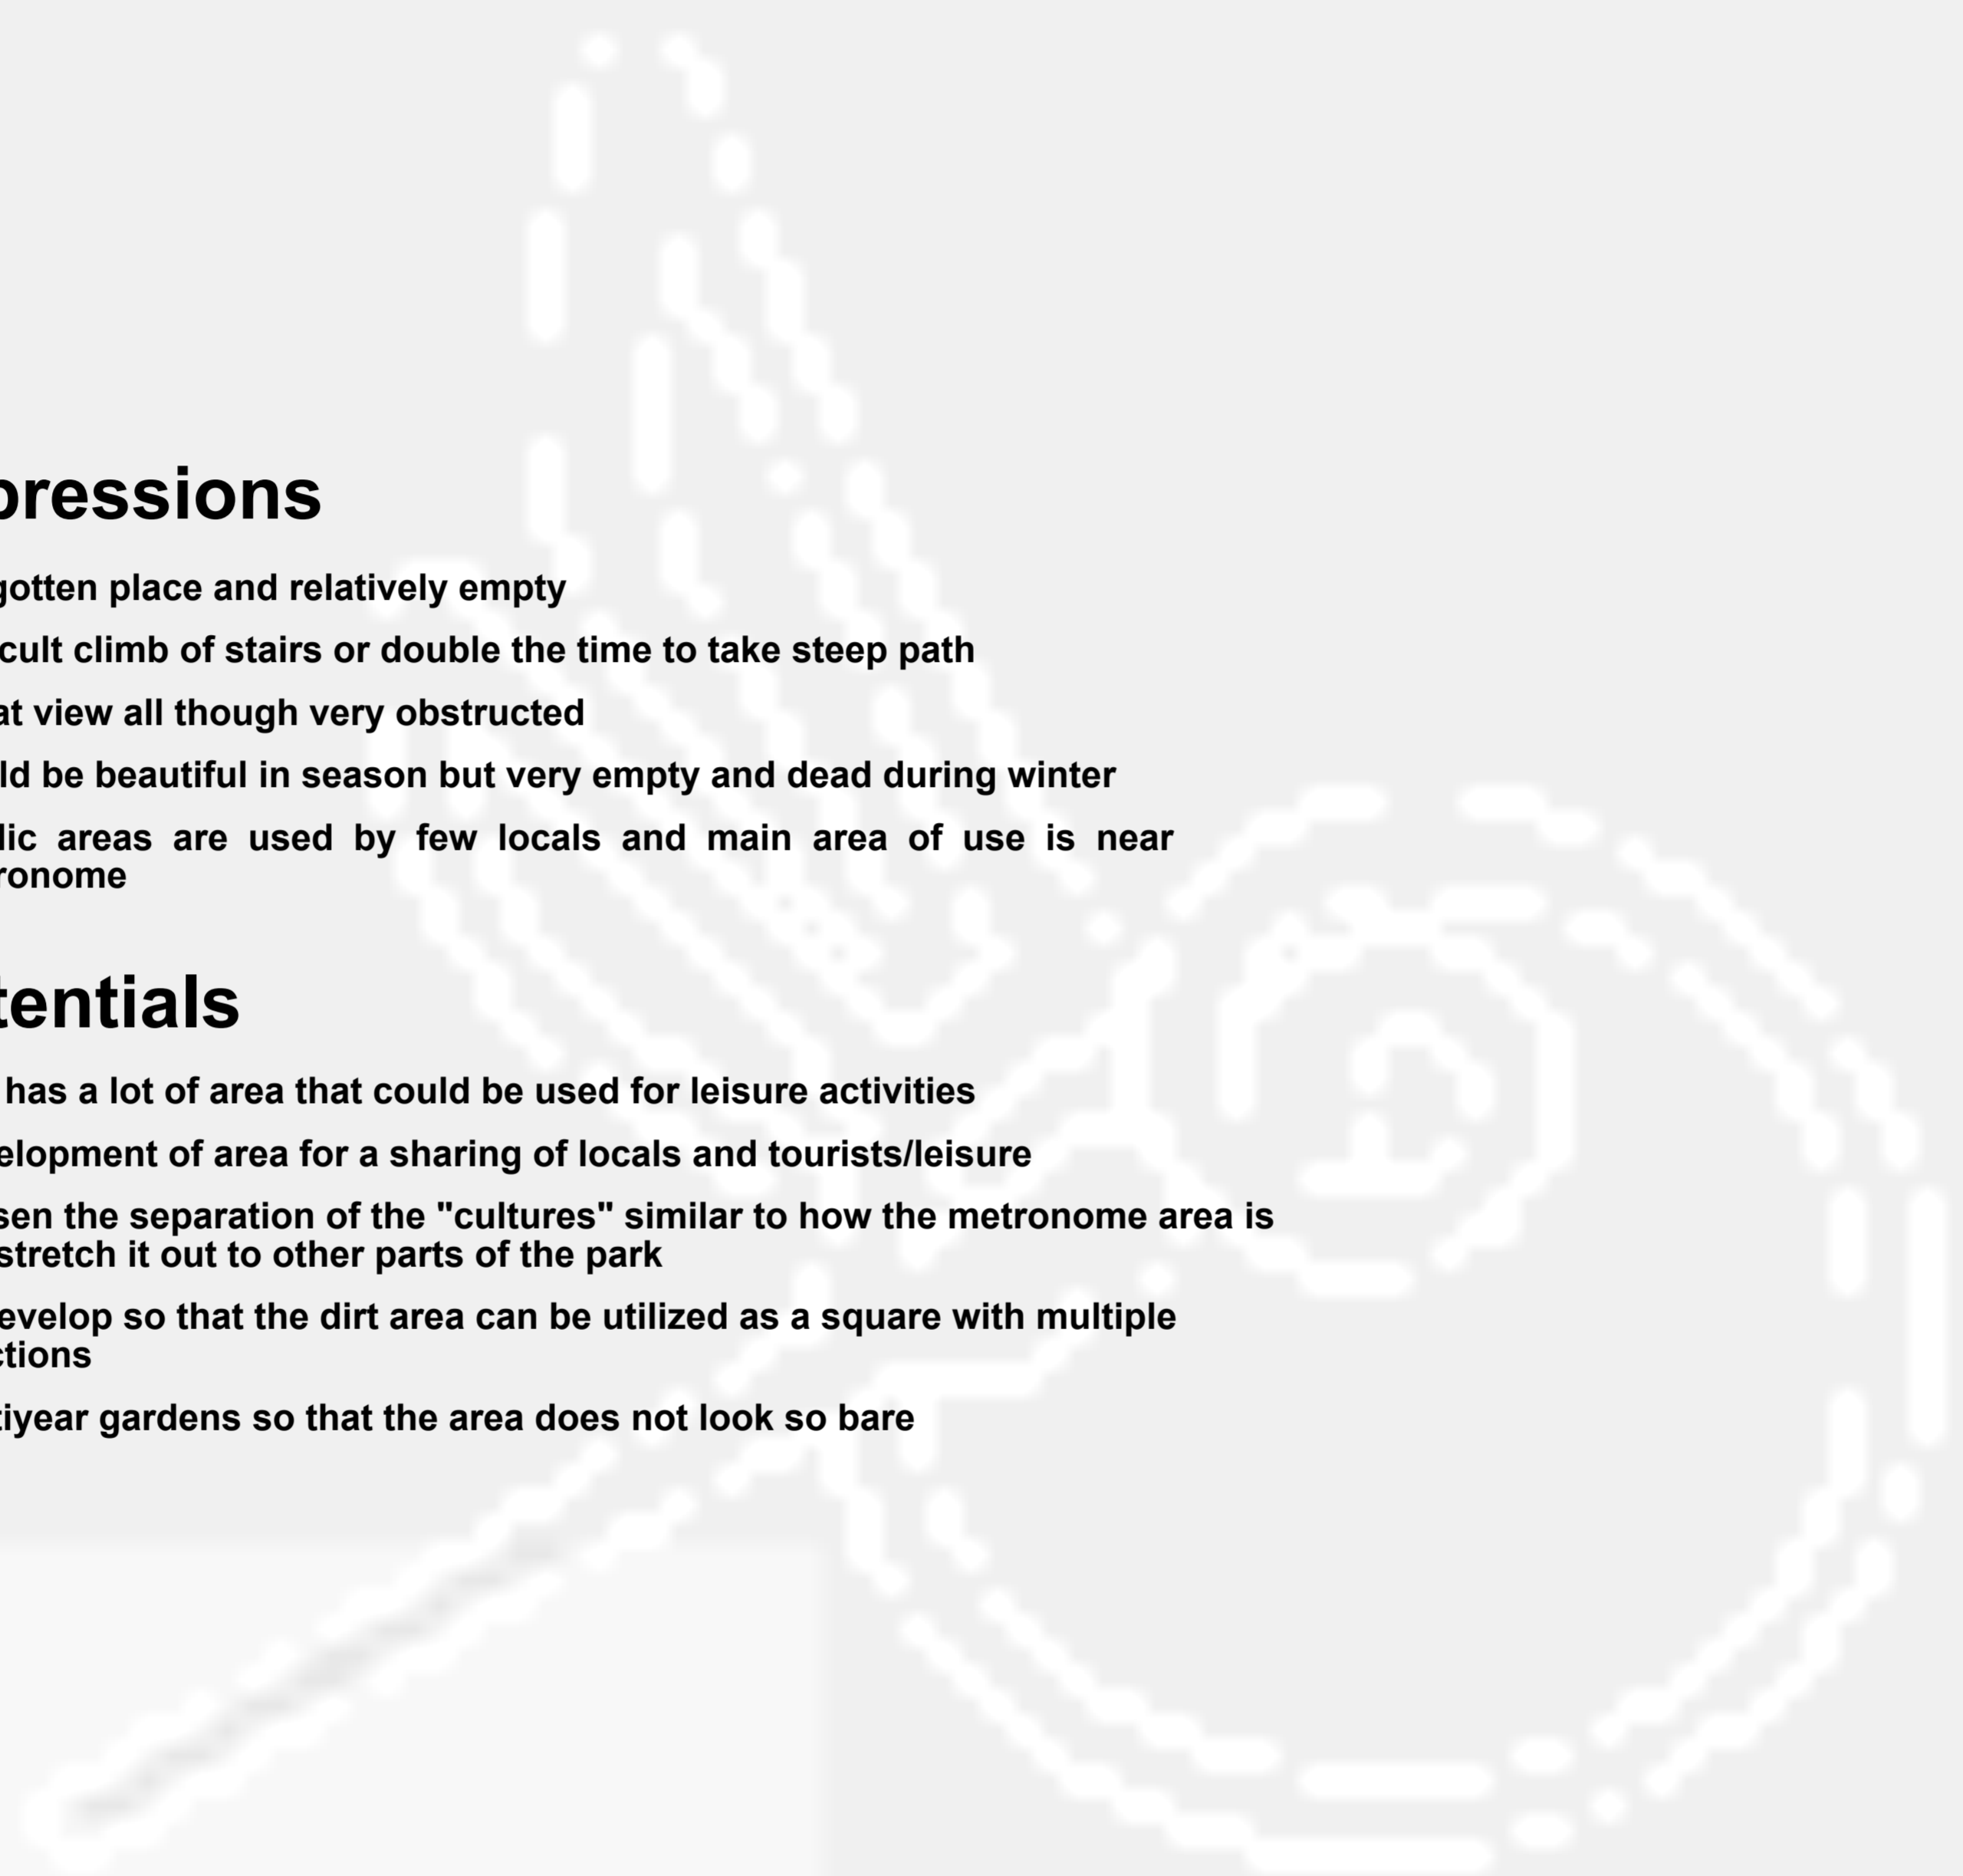 pressions
gotten place and relatively empty
cult climb of stairs or double the time to take steep path
at view all though very obstructed
ld be beautiful in season but very empty and dead during winter
lic areas are used by few locals and main area of use is near
ronome
tentials
has a lot of area that could be used for leisure activities
elopment of area for a sharing of locals and tourists/leisure
sen the separation of the "cultures" similar to how the metronome area is
stretch it out to other parts of the park
evelop so that the dirt area can be utilized as a square with multiple
ctions
tiyear gardens so that the area does not look so bare